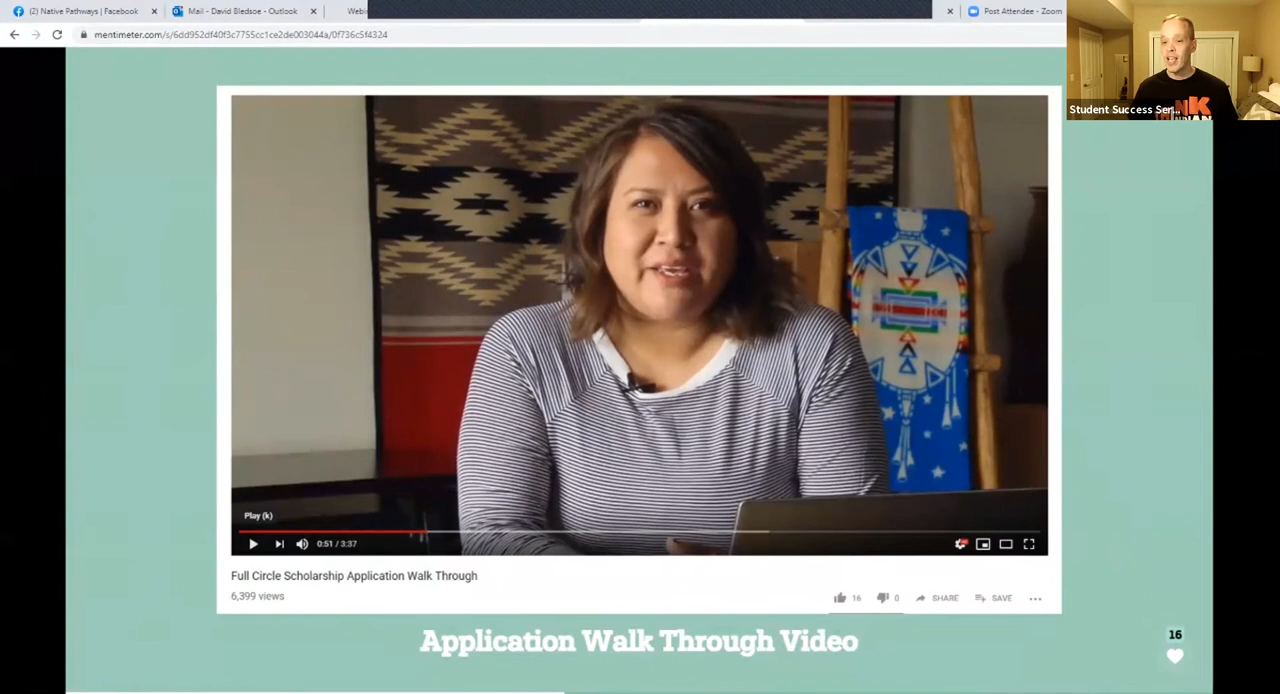 (2) Native Pathways | Facebook
Mail - David Bledsoe - Outlook
Webi
Post Attendee - Zoom
mentimeter.com/s/6dd952df40f3c7755cc1ce2de003044a/0f736c5f4324
Student Success Ser...
NK
Play (k)
0:51 / 3:37
Full Circle Scholarship Application Walk Through
6,399 views
16
0
SHARE
SAVE
Application Walk Through Video
16